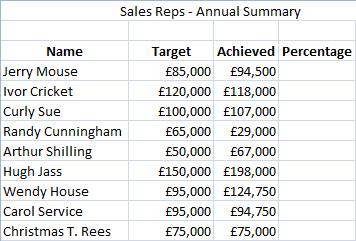 Sales Reps - Annual Summary
Name Target Achieved Percentage
Jerry Mouse £85,000 £94,500
Ivor Cricket £120,000 £118,000
Curly Sue £100,000 £107,000
Randy Cunningham £65,000 £29,000
Arthur Shilling £50,000 £67,000
Hugh Jass £150,000 £198,000
Wendy House £95,000 £124,750
Carol Service £95,000 £94,750
Christmas T. Rees £75,000 £75,000